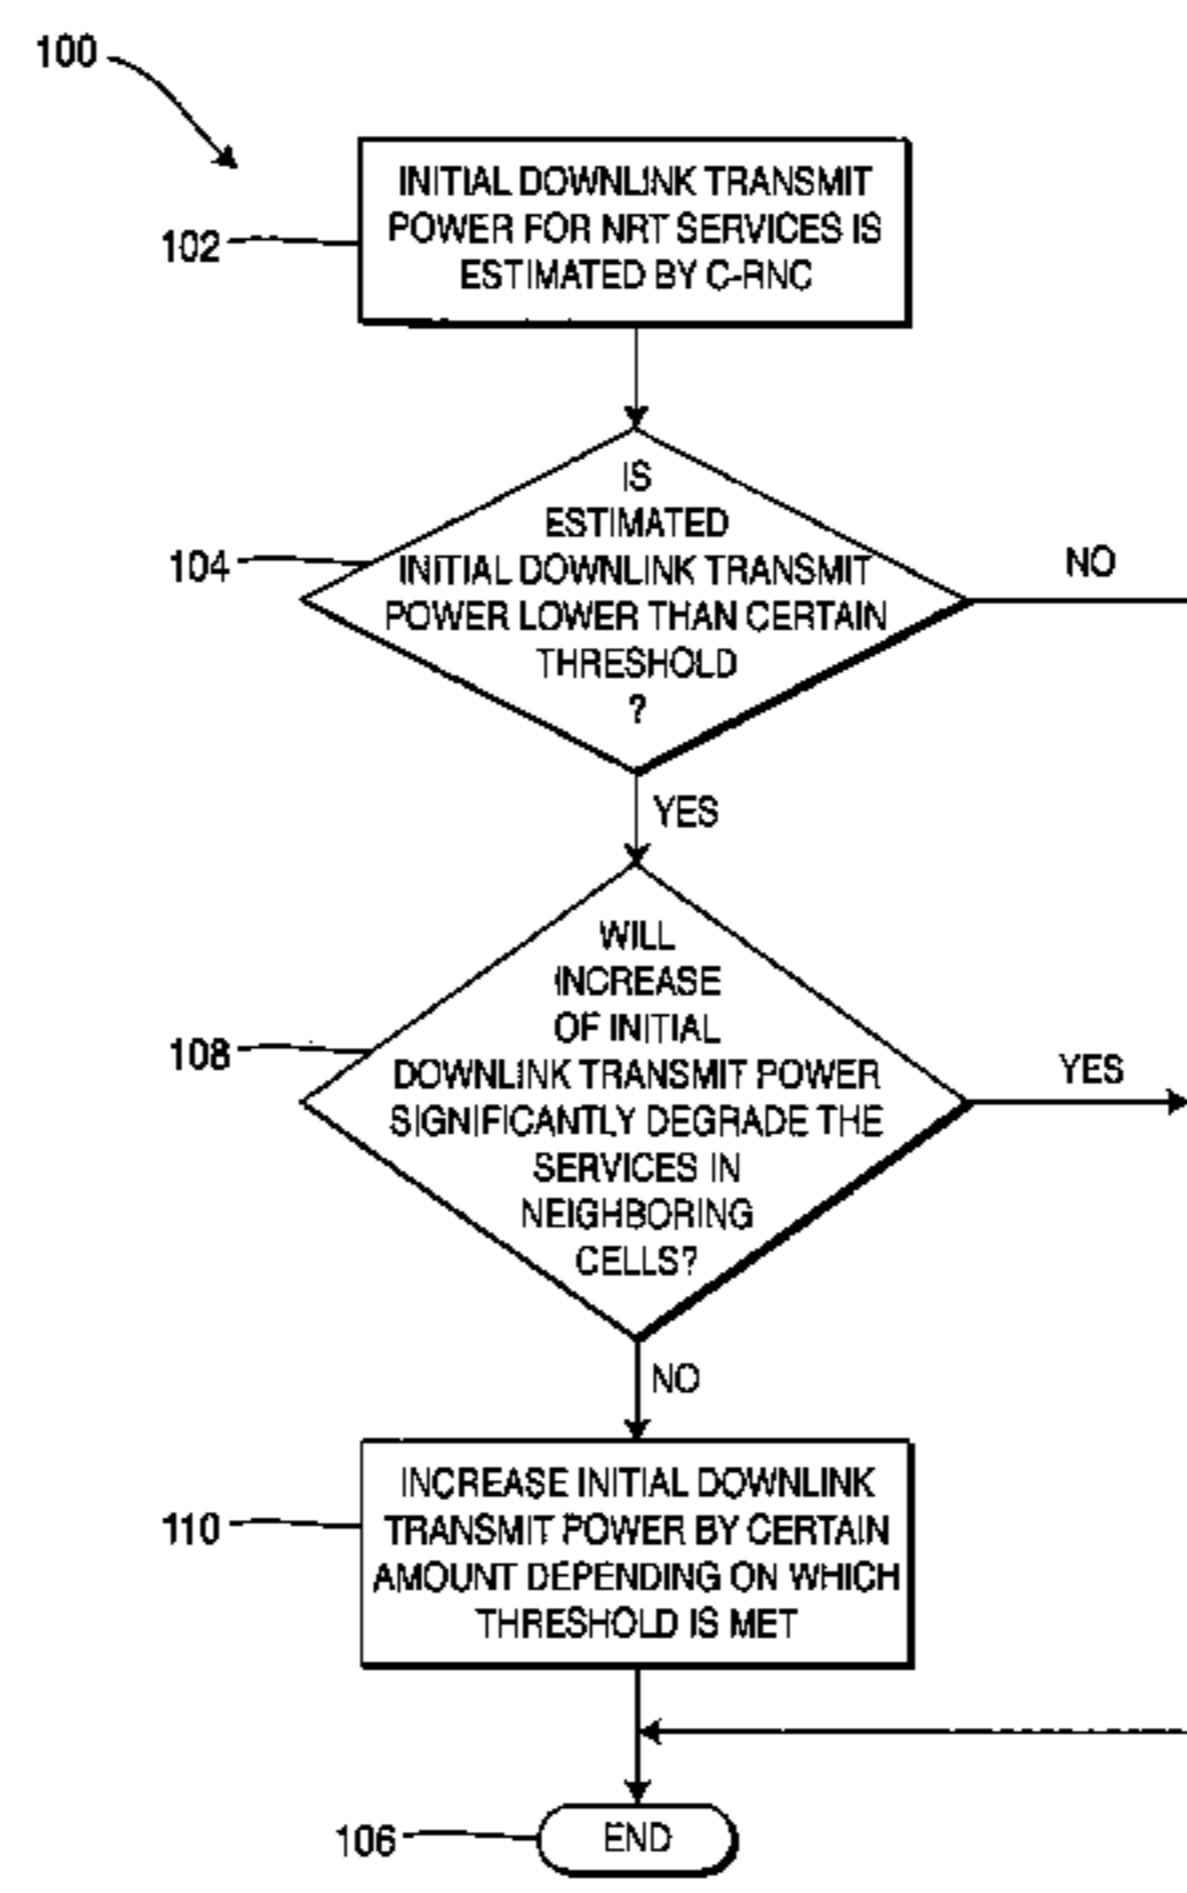 100
INITIAL DOWNLINK TRANSMIT
POWER FOR NRT SERVICES IS
ESTIMATED BY C-RNC
102
IS
ESTIMATED
INITIAL DOWNLINK TRANSMIT
POWER LOWER THAN CERTAIN
THRESHOLD
?
104
NO
YES
WILL
INCREASE
OF INITIAL
DOWNLINK TRANSMIT POWER
SIGNIFICANTLY DEGRADE THE
SERVICES IN
NEIGHBORING
CELLS?
108
YES
NO
INCREASE INITIAL DOWNLINK
TRANSMIT POWER BY CERTAIN
AMOUNT DEPENDING ON WHICH
THRESHOLD IS MET
110
END
106